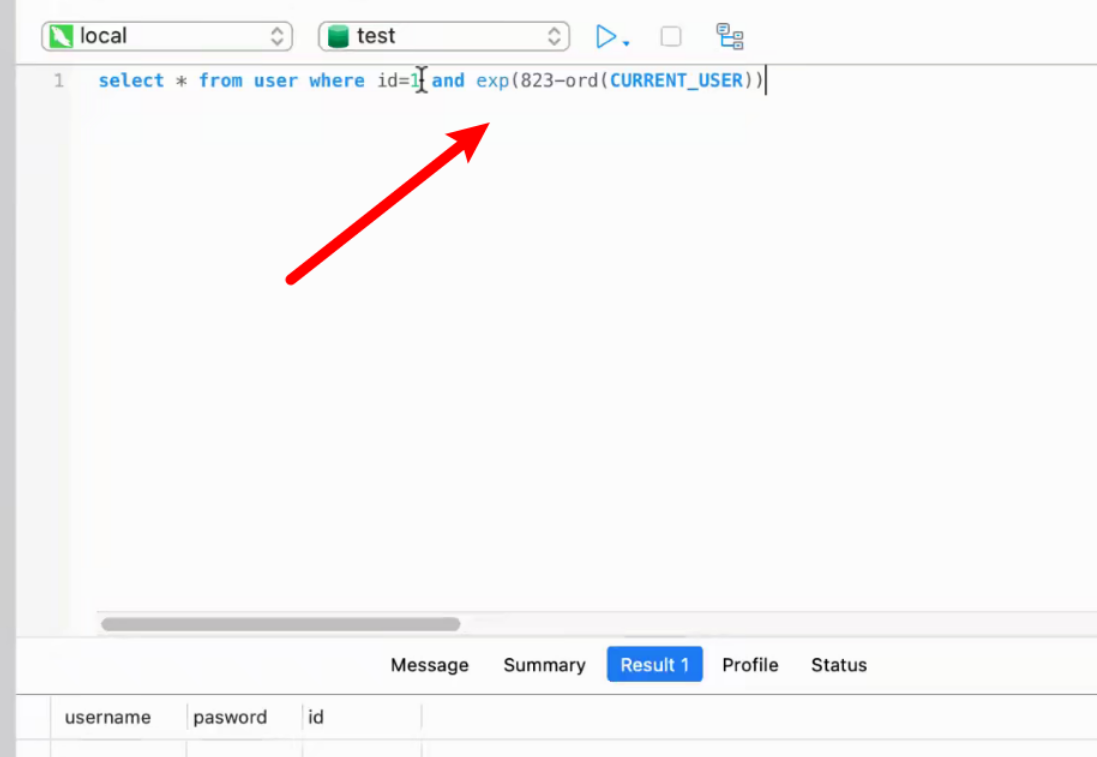 local test
1 select * from user where id=1 and exp(823-ord(CURRENT_USER))
Message Summary Result 1 Profile Status
username pasword id